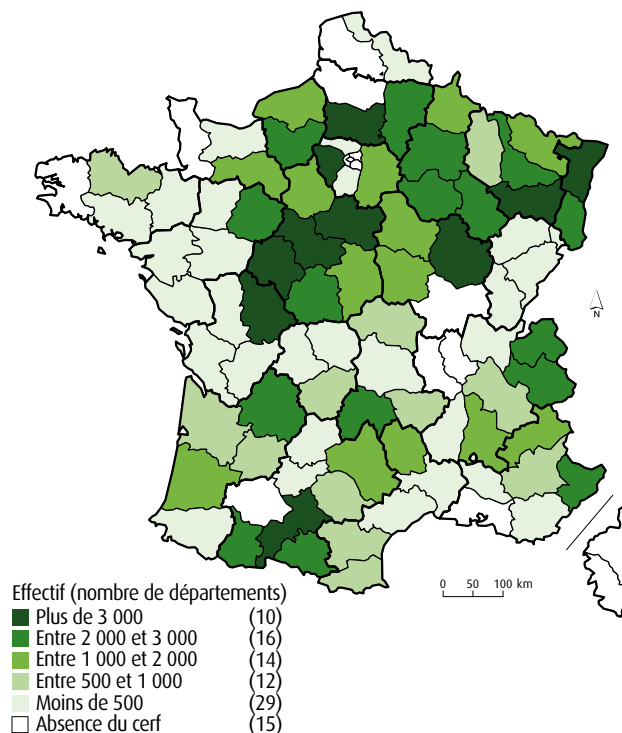 N
0 50 100 km
Effectif (nombre de départements)
Plus de 3 000 (10)
Entre 2 000 et 3 000 (16)
Entre 1 000 et 2 000 (14)
Entre 500 et 1 000 (12)
Moins de 500 (29)
Absence du cerf (15)